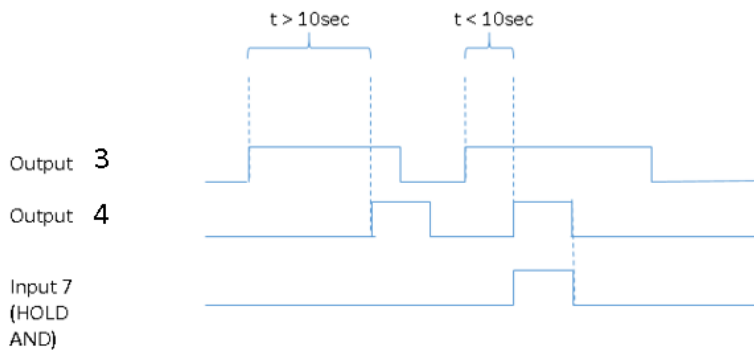 t > 10sec
t < 10sec
Output 3
Output 4
Input 7
(HOLD
AND)